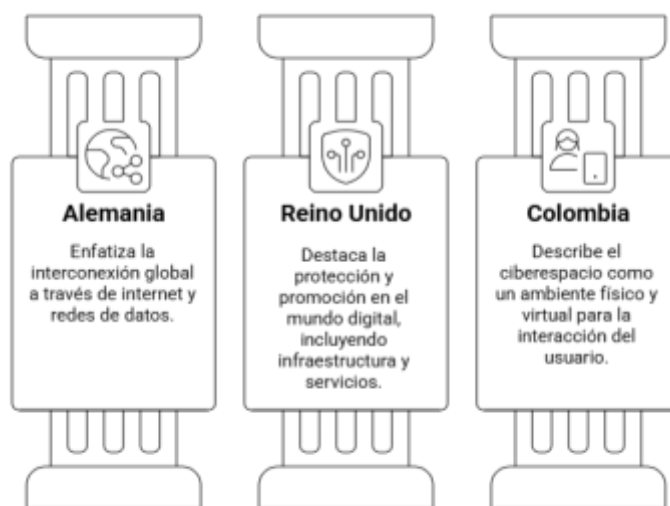 Alemania
Enfatiza la
interconexión global
a través de internet y
redes de datos.
Reino Unido
Destaca la
protección y
promoción en el
mundo digital,
incluyendo
infraestructura y
servicios.
Colombia
Describe el
ciberespacio como
un ambiente físico y
virtual para la
interacción del
usuario.